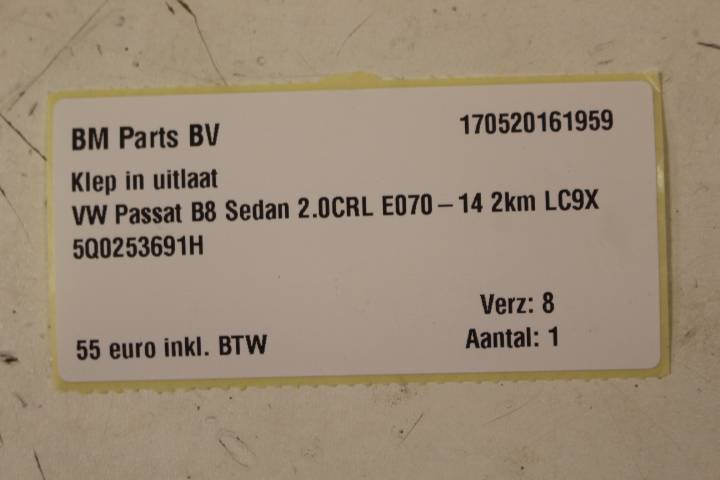 BM Parts BV 170520161959
Klep in uitlaat
VW Passat B8 Sedan 2.0CRL E070-14 2km LC9X
5Q0253691H
Verz: 8
55 euro inkl. BTW Aantal: 1